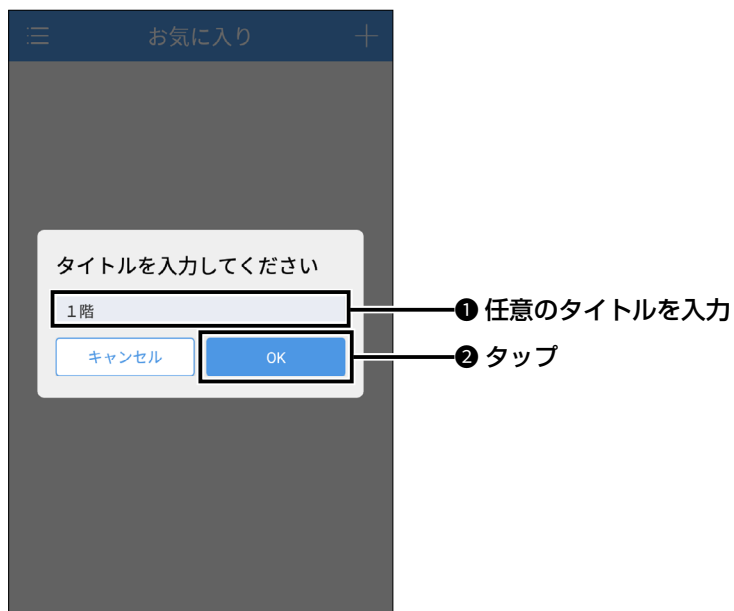 お気に入り
タイトルを入力してください
１階
❶ 任意のタイトルを入力
キャンセル
OK
❷ タップ